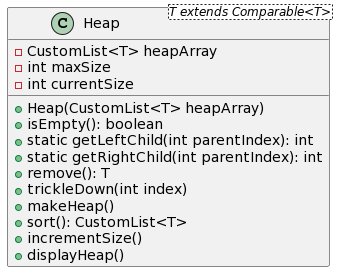 C Heap
T extends Comparable<T>
CustomList<T> heapArray
int maxSize
int currentSize
Heap(CustomList<T> heapArray)
isEmpty(): boolean
static getLeftChild(int parentIndex): int
static getRightChild(int parentIndex): int
remove(): T
trickleDown(int index)
makeHeap()
sort(): CustomList<T>
incrementSize()
displayHeap()